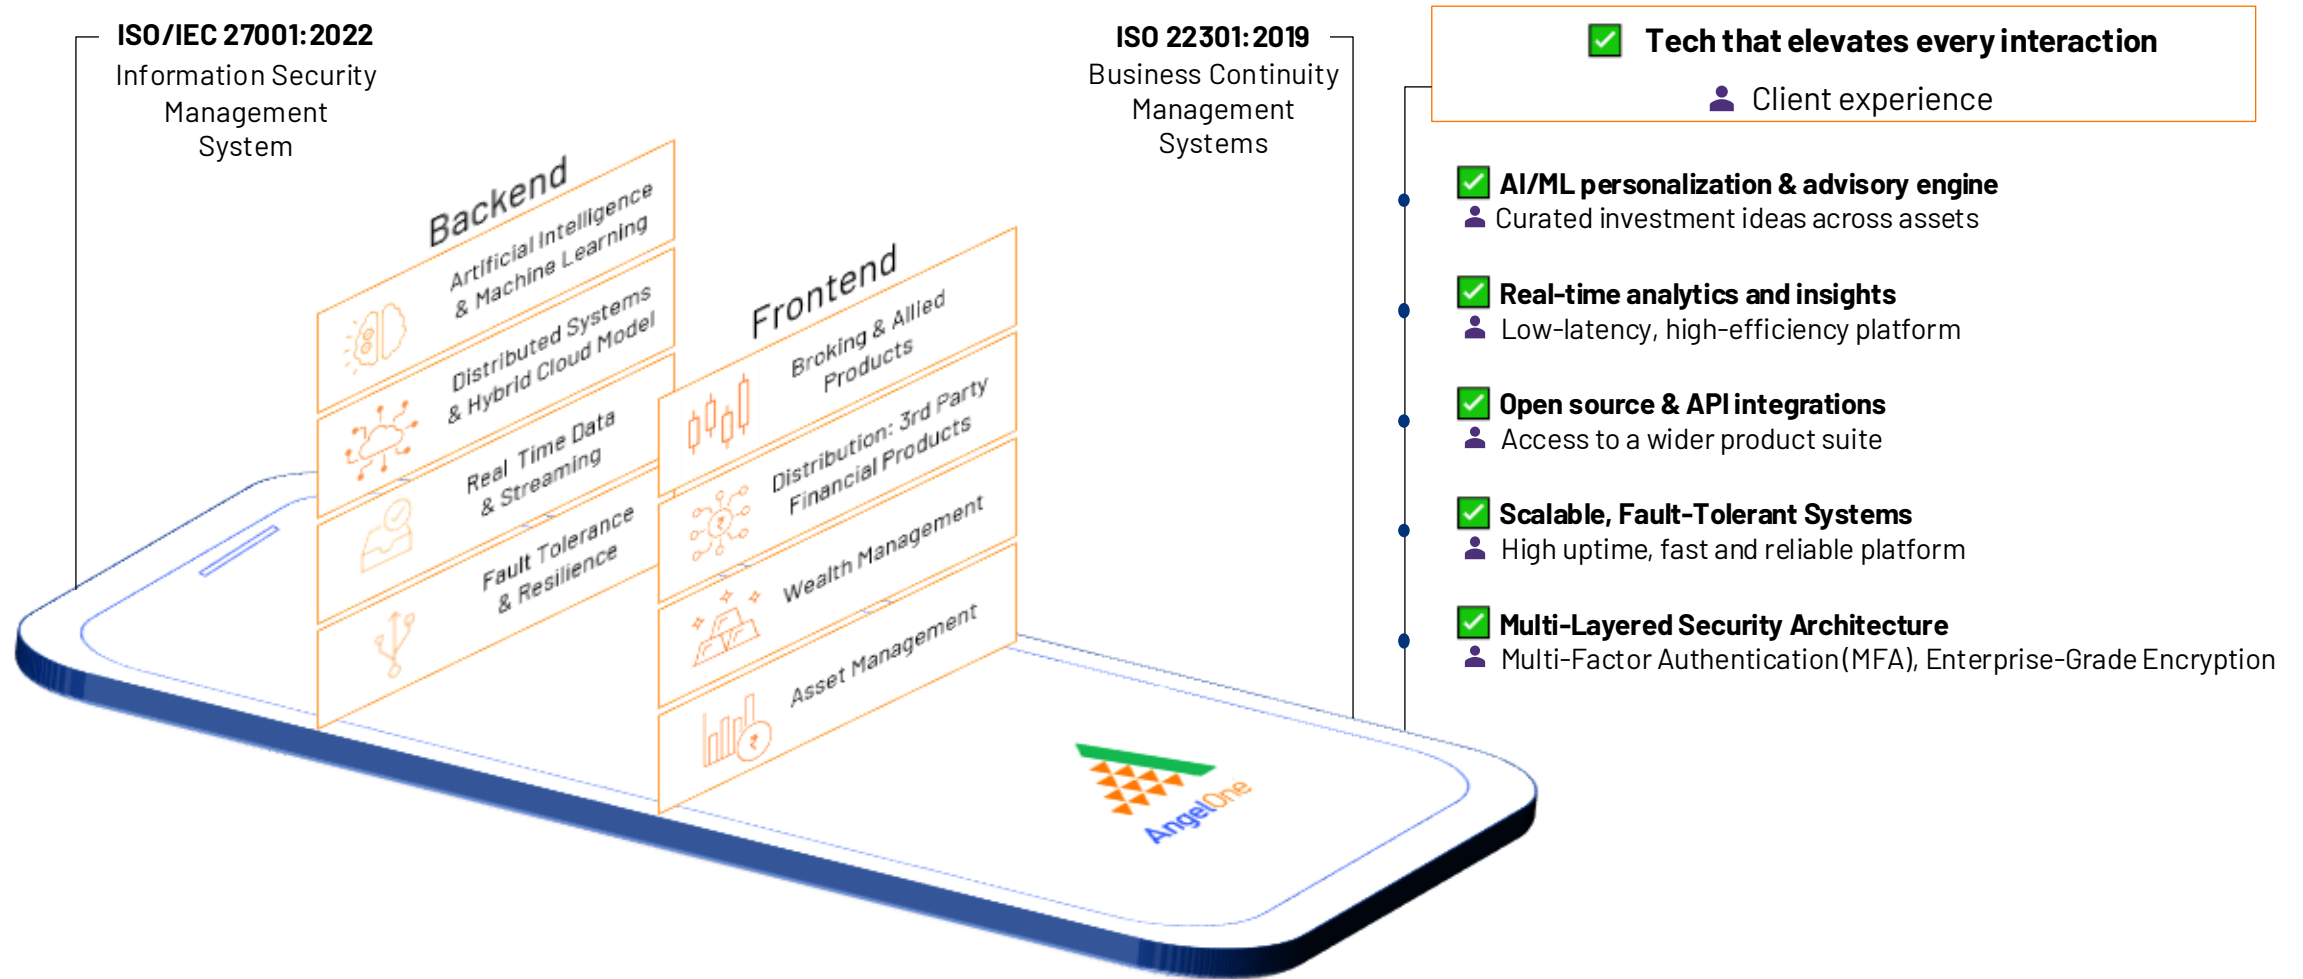 ISO/IEC 27001:2022
Information Security
Management
System
ISO 22301:2019
Business Continuity
Management
Systems
Backend
Artificial Intelligence
& Machine Learning
Distributed Systems
& Hybrid Cloud Model
Real Time Data
& Streaming
Fault Tolerance
& Resilience
Frontend
Broking & Allied
Products
Distribution: 3rd Party
Financial Products
Wealth Management
Asset Management
AngelOne
Tech that elevates every interaction
Client experience
AI/ML personalization & advisory engine
Curated investment ideas across assets
Real-time analytics and insights
Low-latency, high-efficiency platform
Open source & API integrations
Access to a wider product suite
Scalable, Fault-Tolerant Systems
High uptime, fast and reliable platform
Multi-Layered Security Architecture
Multi-Factor Authentication (MFA), Enterprise-Grade Encryption